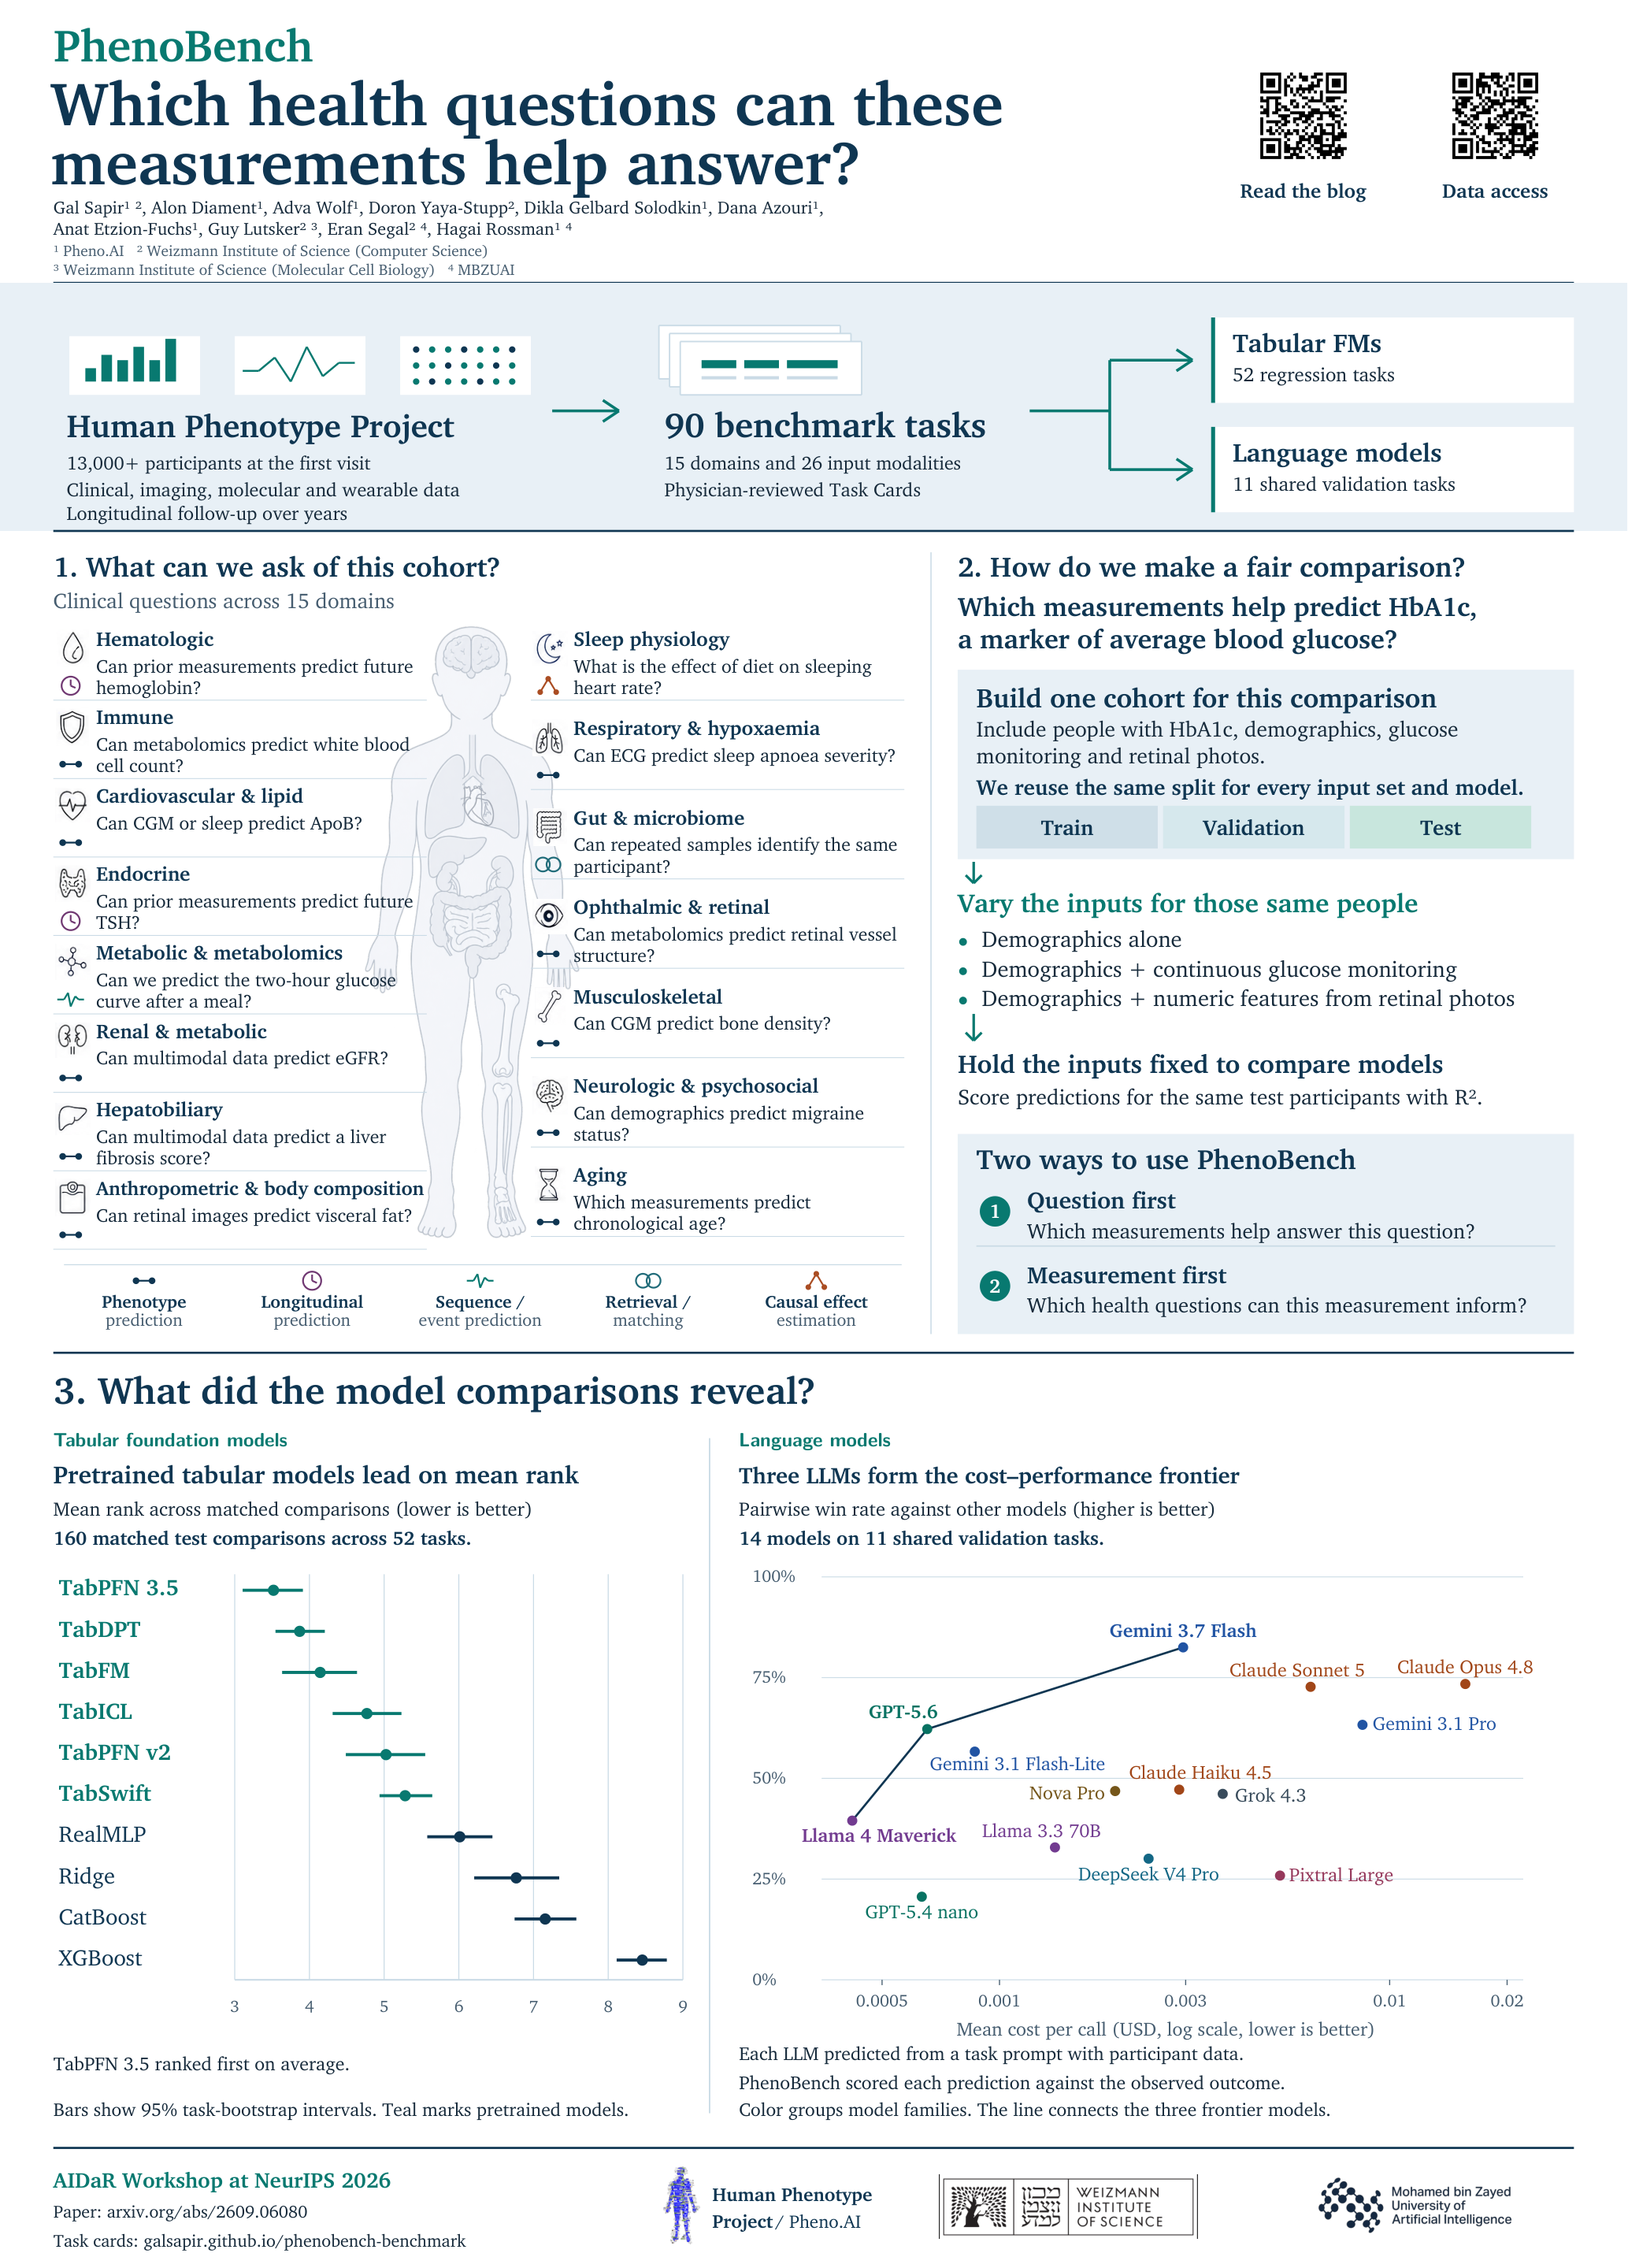 PhenoBench
Which health questions can these
measurements help answer?
Gal Sapir¹ ², Alon Diament¹, Adva Wolf¹, Doron Yaya-Stupp², Dikla Gelbard Solodkin¹, Dana Azouri¹,
Anat Etzion-Fuchs¹, Guy Lutsker² ³, Eran Segal² ⁴, Hagai Rossman¹ ⁴
¹ Pheno.AI ² Weizmann Institute of Science (Computer Science)
³ Weizmann Institute of Science (Molecular Cell Biology) ⁴ MBZUAI
Read the blog
Data access
Human Phenotype Project
13,000+ participants at the first visit
Clinical, imaging, molecular and wearable data
Longitudinal follow-up over years
90 benchmark tasks
15 domains and 26 input modalities
Physician-reviewed Task Cards
Tabular FMs
52 regression tasks
Language models
11 shared validation tasks
1. What can we ask of this cohort?
Clinical questions across 15 domains
Hematologic
Can prior measurements predict future
hemoglobin?
Immune
Can metabolomics predict white blood
cell count?
Cardiovascular & lipid
Can CGM or sleep predict ApoB?
Endocrine
Can prior measurements predict future
TSH?
Metabolic & metabolomics
Can we predict the two-hour glucose
curve after a meal?
Renal & metabolic
Can multimodal data predict eGFR?
Hepatobiliary
Can multimodal data predict a liver
fibrosis score?
Anthropometric & body composition
Can retinal images predict visceral fat?
Sleep physiology
What is the effect of diet on sleeping
heart rate?
Respiratory & hypoxaemia
Can ECG predict sleep apnoea severity?
Gut & microbiome
Can repeated samples identify the same
participant?
Ophthalmic & retinal
Can metabolomics predict retinal vessel
structure?
Musculoskeletal
Can CGM predict bone density?
Neurologic & psychosocial
Can demographics predict migraine
status?
Aging
Which measurements predict
chronological age?
Phenotype
prediction
Longitudinal
prediction
Sequence /
event prediction
Retrieval /
matching
Causal effect
estimation
2. How do we make a fair comparison?
Which measurements help predict HbA1c,
a marker of average blood glucose?
Build one cohort for this comparison
Include people with HbA1c, demographics, glucose
monitoring and retinal photos.
We reuse the same split for every input set and model.
Train
Validation
Test
Vary the inputs for those same people
• Demographics alone
• Demographics + continuous glucose monitoring
• Demographics + numeric features from retinal photos
Hold the inputs fixed to compare models
Score predictions for the same test participants with R².
Two ways to use PhenoBench
1
Question first
Which measurements help answer this question?
2
Measurement first
Which health questions can this measurement inform?
3. What did the model comparisons reveal?
Tabular foundation models
Pretrained tabular models lead on mean rank
Mean rank across matched comparisons (lower is better)
160 matched test comparisons across 52 tasks.
TabPFN 3.5
TabDPT
TabFM
TabICL
TabPFN v2
TabSwift
RealMLP
Ridge
CatBoost
XGBoost
3 4 5 6 7 8 9
TabPFN 3.5 ranked first on average.
Bars show 95% task-bootstrap intervals. Teal marks pretrained models.
Language models
Three LLMs form the cost–performance frontier
Pairwise win rate against other models (higher is better)
14 models on 11 shared validation tasks.
100%
Gemini 3.7 Flash
75%
Claude Sonnet 5
Claude Opus 4.8
GPT-5.6
Gemini 3.1 Pro
Gemini 3.1 Flash-Lite
50%
Claude Haiku 4.5
Nova Pro
Grok 4.3
Llama 4 Maverick
Llama 3.3 70B
DeepSeek V4 Pro
Pixtral Large
25%
GPT-5.4 nano
0%
0.0005 0.001 0.003 0.01 0.02
Mean cost per call (USD, log scale, lower is better)
Each LLM predicted from a task prompt with participant data.
PhenoBench scored each prediction against the observed outcome.
Color groups model families. The line connects the three frontier models.
AIDaR Workshop at NeurIPS 2026
Paper: arxiv.org/abs/2609.06080
Task cards: galsapir.github.io/phenobench-benchmark
Human Phenotype
Project / Pheno.AI
מכון
ויצמן
למדע
WEIZMANN
INSTITUTE
OF SCIENCE
Mohamed bin Zayed
University of
Artificial Intelligence